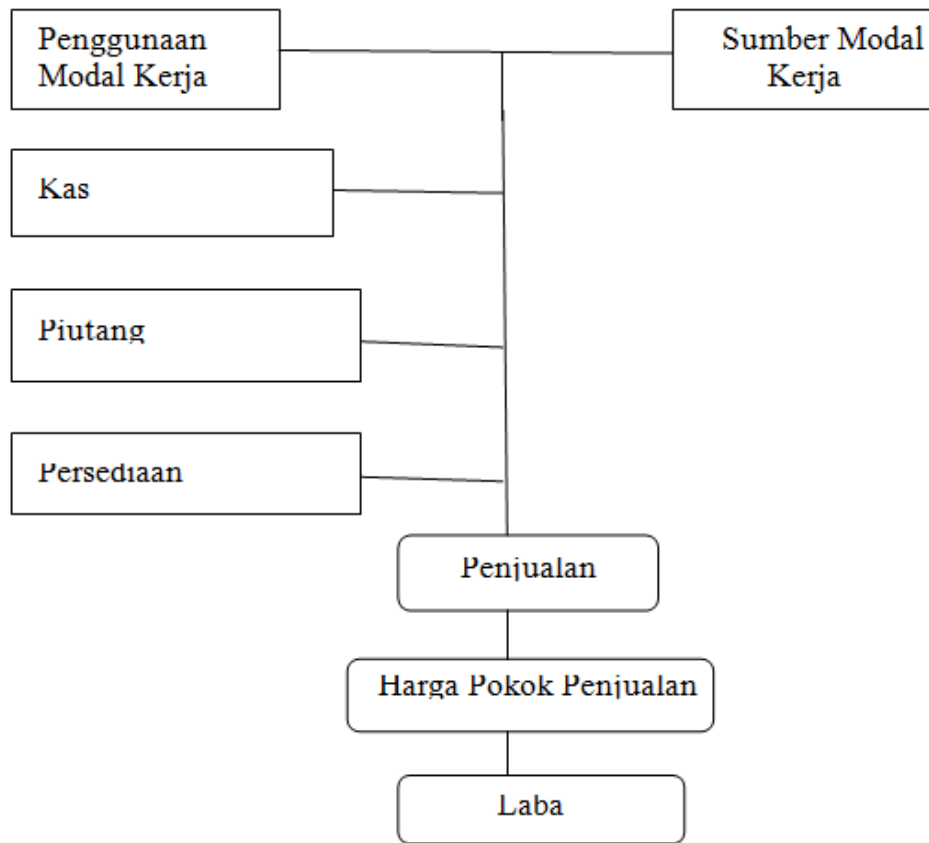 Penggunaan
Modal Kerja
Sumber Modal
Kerja
Kas
Piutang
Persediaan
Penjualan
Harga Pokok Penjualan
Laba